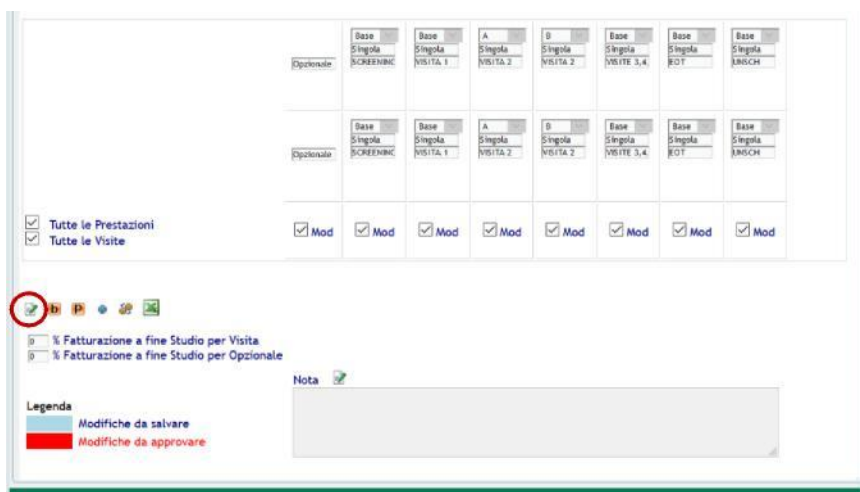 Base Base A B Base Base Base
Singola Singola Singola Singola Singola Singola Singola
Opzionale SCREENINC VISITA 1 VISITA 2 VISITA 2 VISITE 3,4, EOT UNSCH
Base Base A B Base Base Base
Singola Singola Singola Singola Singola Singola Singola
Opzionale SCREENINC VISITA 1 VISITA 2 VISITA 2 VISITE 3,4, EOT UNSCH
Tutte le Prestazioni
Mod Mod Mod Mod Mod Mod Mod Mod
Tutte le Visite
b P
0 % Fatturazione a fine Studio per Visita
0 % Fatturazione a fine Studio per Opzionale
Nota
Legenda
Modifiche da salvare
Modifiche da approvare